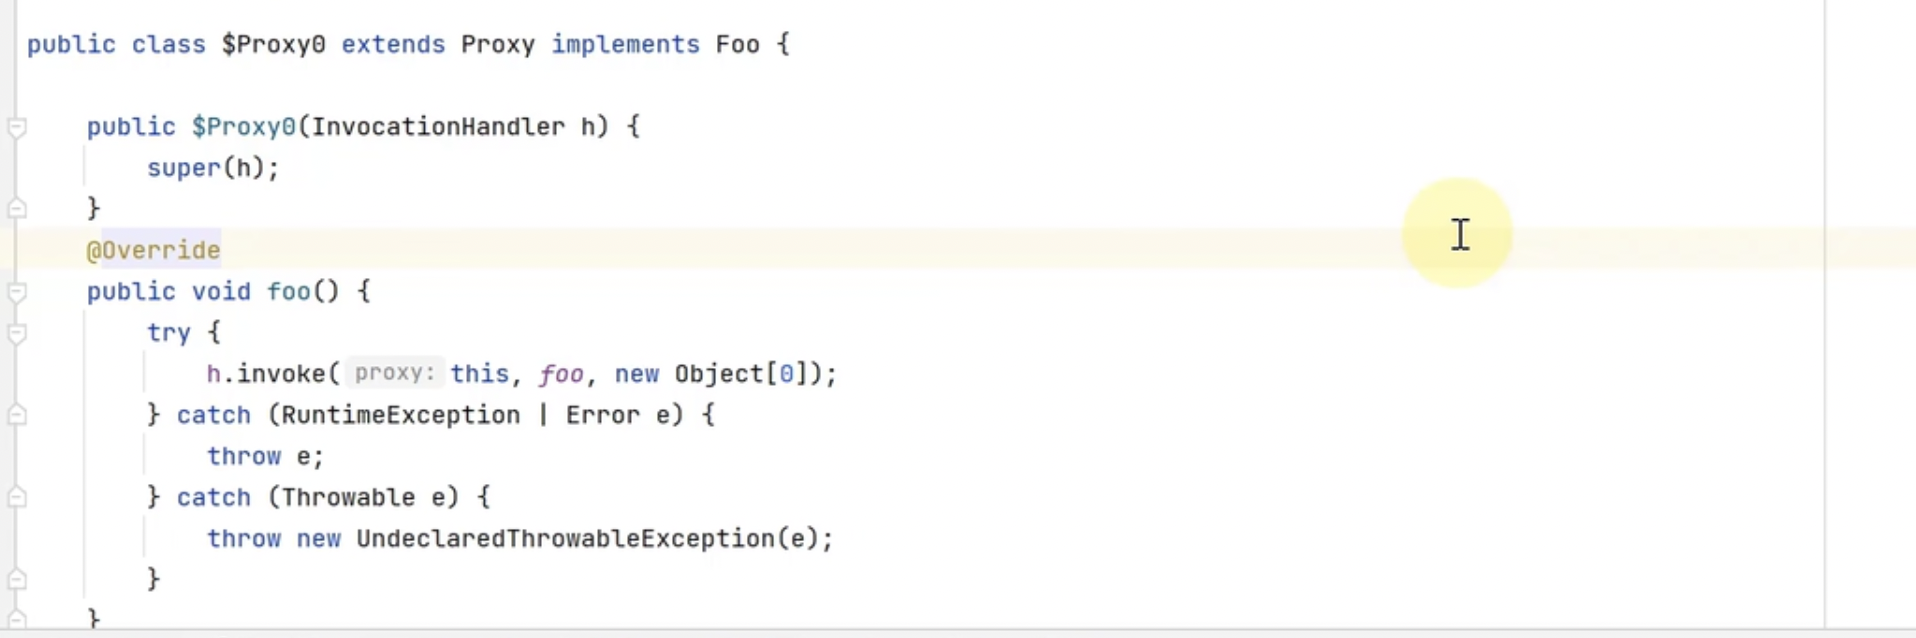 public class $Proxy0 extends Proxy implements Foo {
public $Proxy0(InvocationHandler h) {
super(h);
}
@Override
public void foo() {
try {
h.invoke( proxy: this, foo, new Object[0]);
} catch (RuntimeException | Error e) {
throw e;
} catch (Throwable e) {
throw new UndeclaredThrowableException(e);
}
}